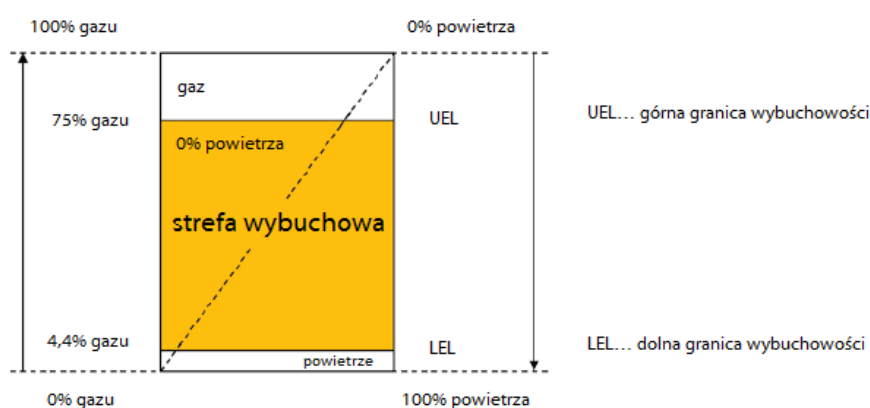 100% gazu
0% powietrza
gaz
75% gazu
UEL
UEL... górna granica wybuchowości
0% powietrza
strefa wybuchowa
4,4% gazu
LEL
LEL... dolna granica wybuchowości
powietrze
0% gazu
100% powietrza